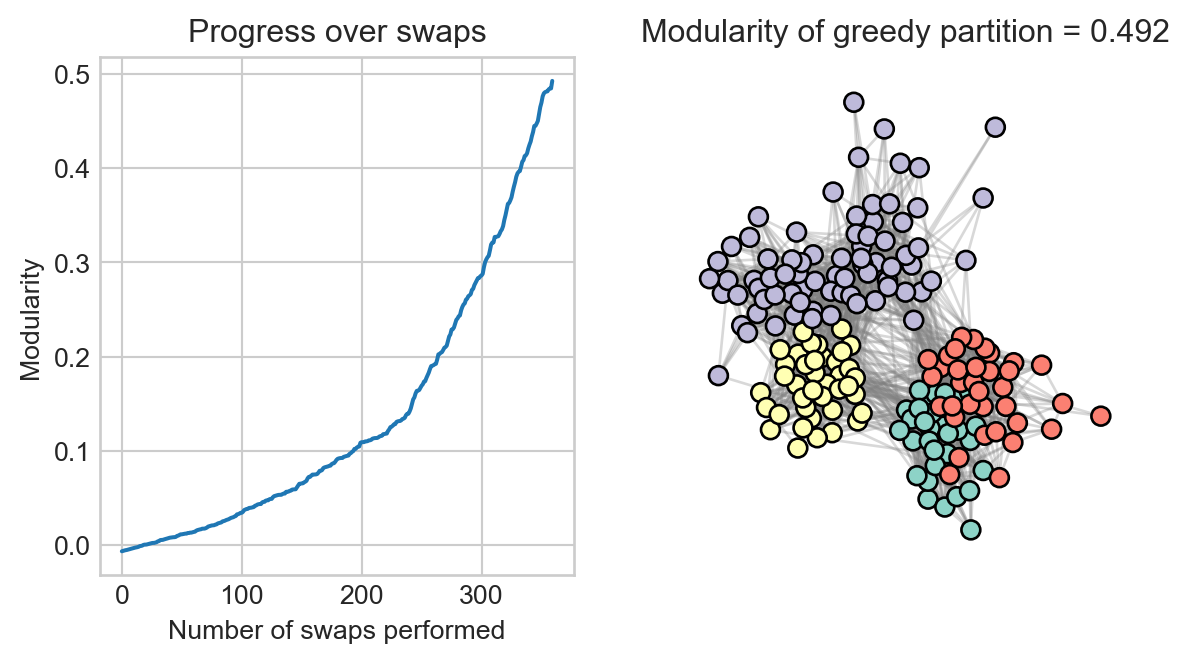 Progress over swaps
Modularity of greedy partition = 0.492
0.5
0.4
0.3
0.2
0.1
0.0
Modularity
0 100 200 300
Number of swaps performed